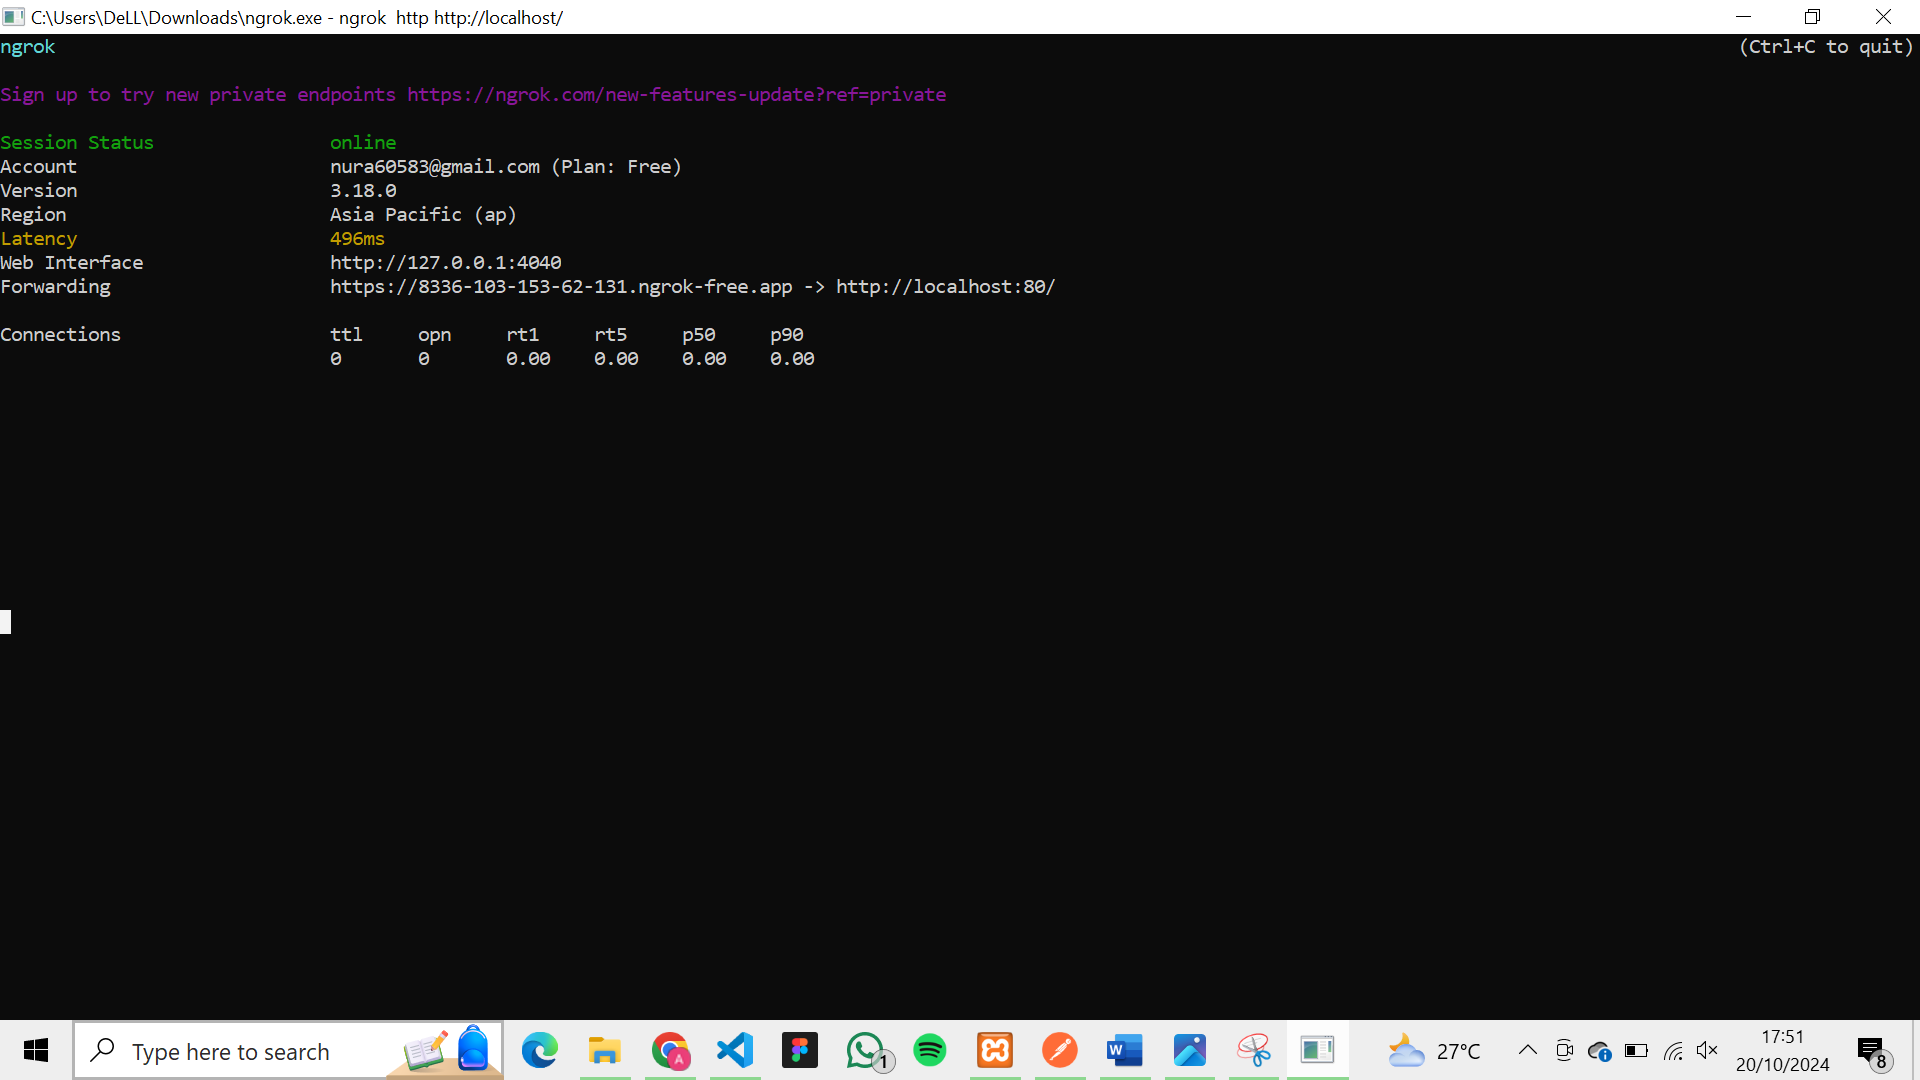 C:\Users\DeLL\Downloads\ngrok.exe - ngrok  http http://localhost/
ngrok (Ctrl+C to quit)
Sign up to try new private endpoints https://ngrok.com/new-features-update?ref=private
Session Status online
Account nura60583@gmail.com (Plan: Free)
Version 3.18.0
Region Asia Pacific (ap)
Latency 496ms
Web Interface http://127.0.0.1:4040
Forwarding https://8336-103-153-62-131.ngrok-free.app -> http://localhost:80/
Connections ttl opn rt1 rt5 p50 p90
0 0 0.00 0.00 0.00 0.00
Type here to search
A
1
W
27°C
17:51
20/10/2024
8